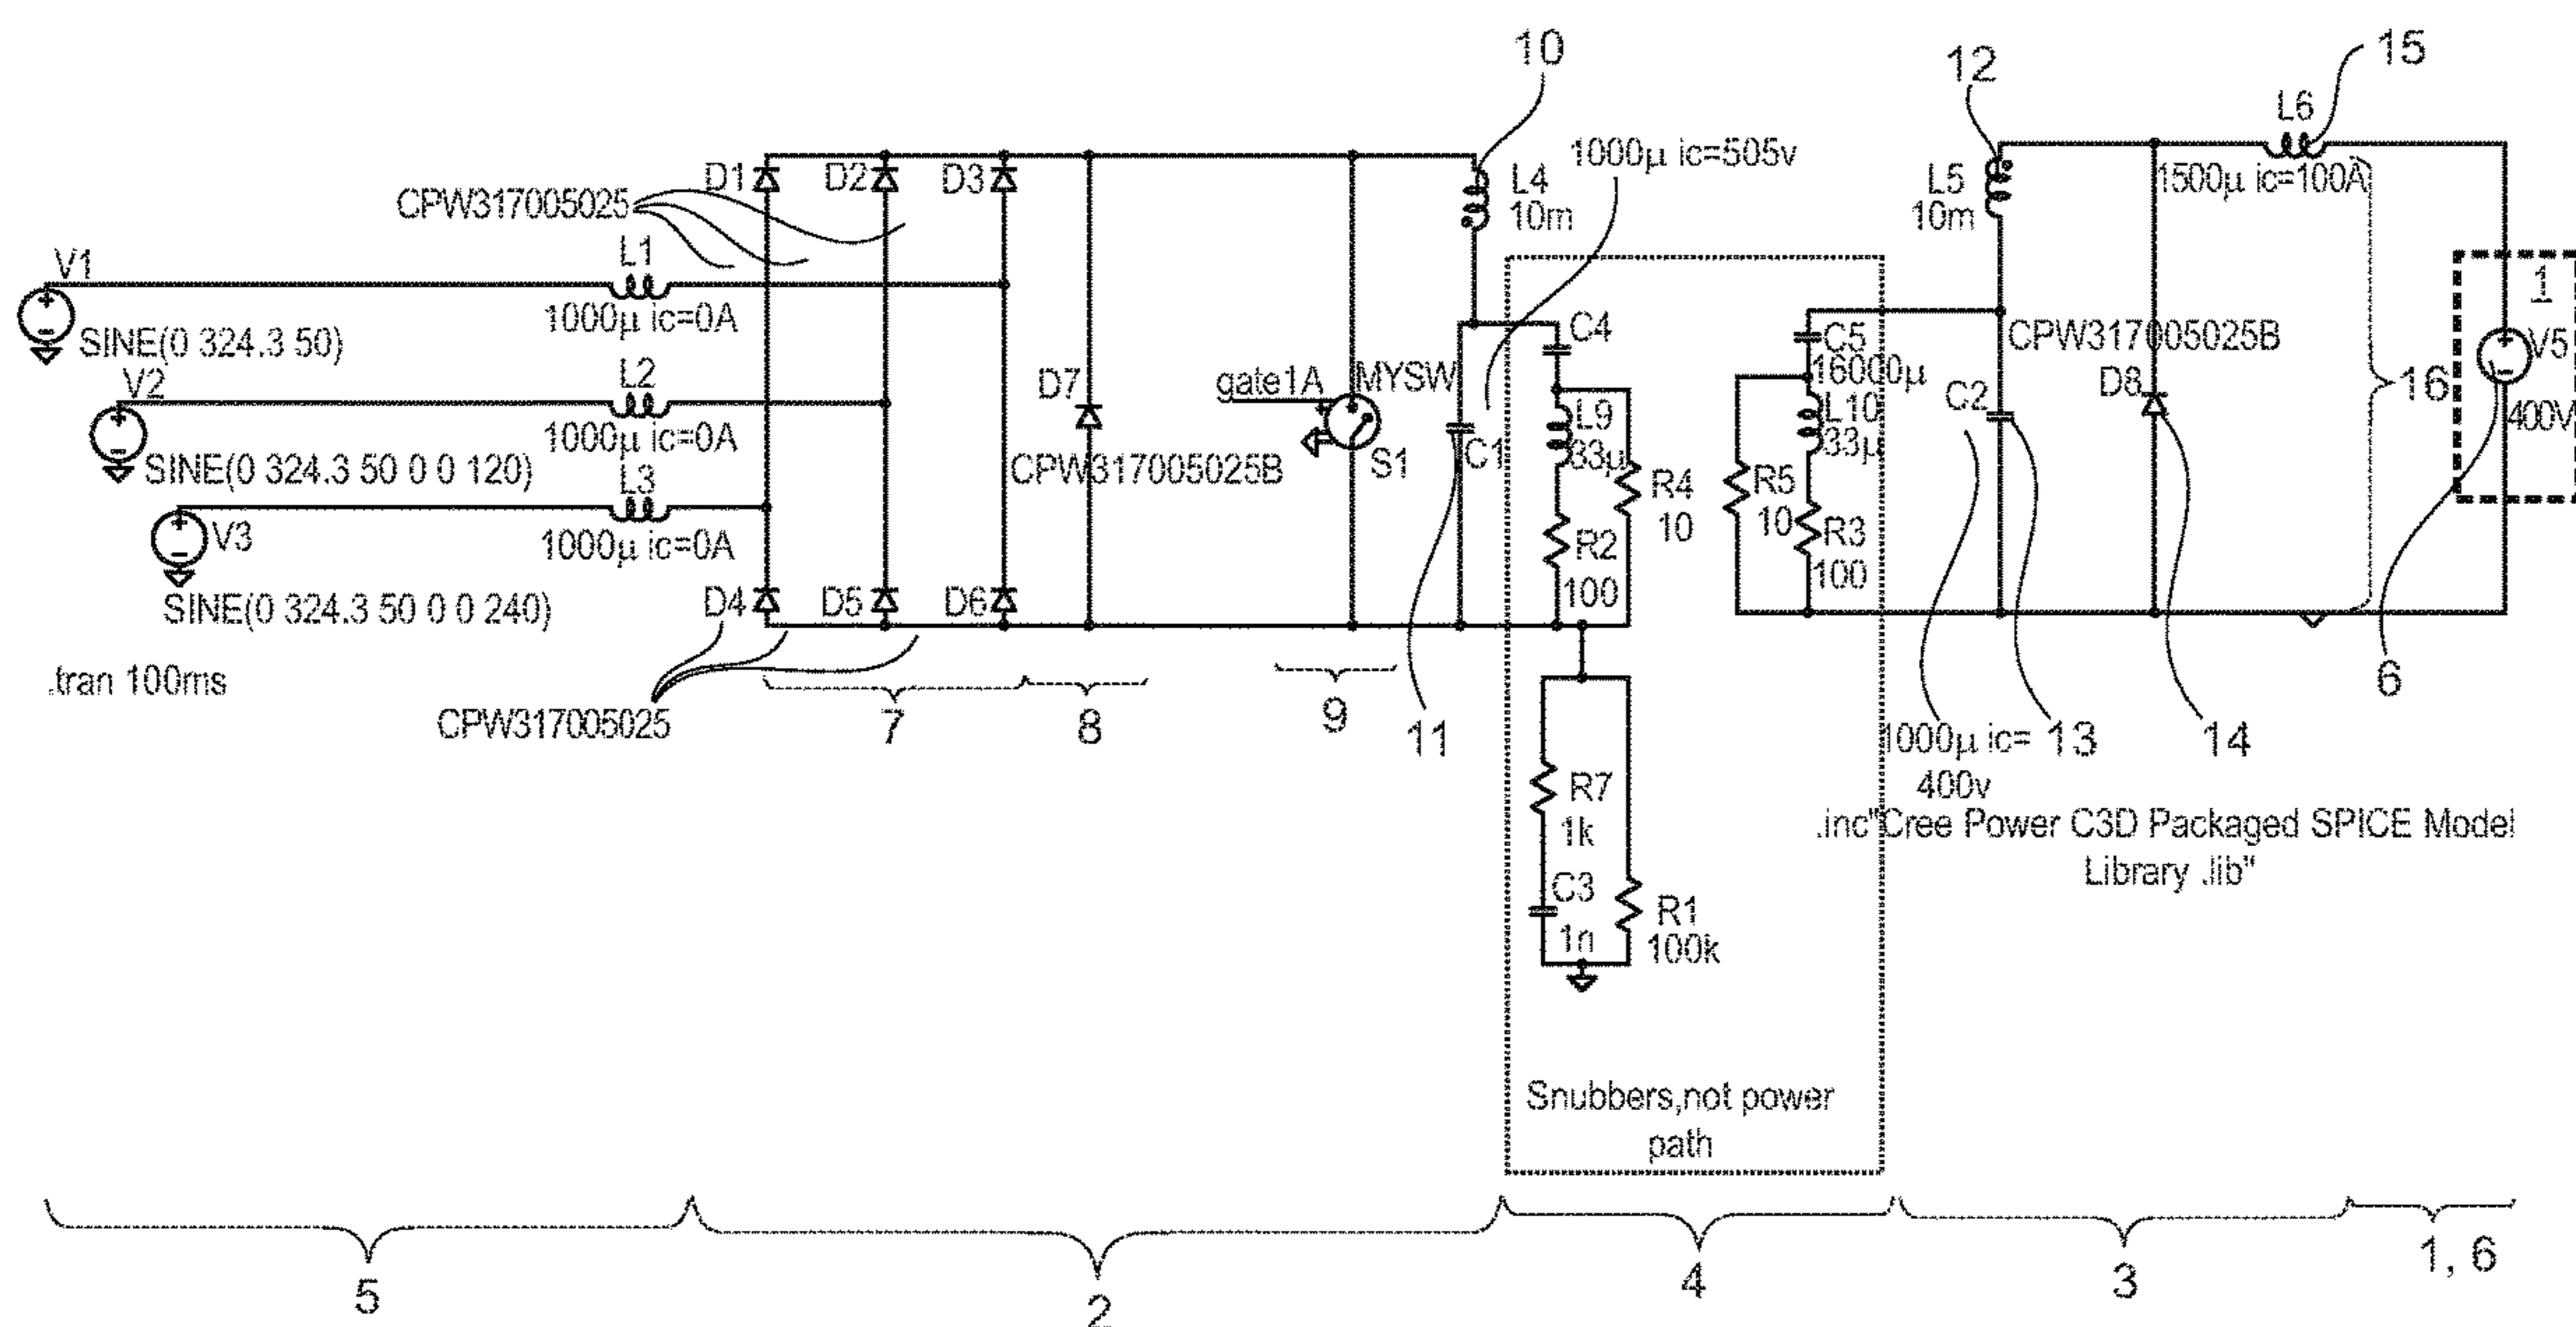 10
15
12
L6
1000µ ic=505v
D1
D2
D3
L4
10m
L5
10m
1500µ ic=100A
CPW317005025
V1
L1
1000µ ic=0A
SINE(0 324.3 50)
1
C4
C5
16000µ
CPW317005025B
V5
V2
L2
1000µ ic=0A
D7
gate1A
MYSW
D8
16
C2
400V
L9
33µ
L10
33µ
SINE(0 324.3 50 0 0 120)
CPW317005025B
S1
C1
R4
10
R5
10
L3
1000µ ic=0A
V3
R2
100
R3
100
SINE(0 324.3 50 0 0 240)
D4
D5
D6
.tran 100ms
CPW317005025
7
8
9
11
6
1000µ ic=
400v
13
14
R7
1k
.inc"Cree Power C3D Packaged SPICE Model
Library .lib"
C3
1n
R1
100k
Snubbers,not power
path
5
2
4
3
1, 6